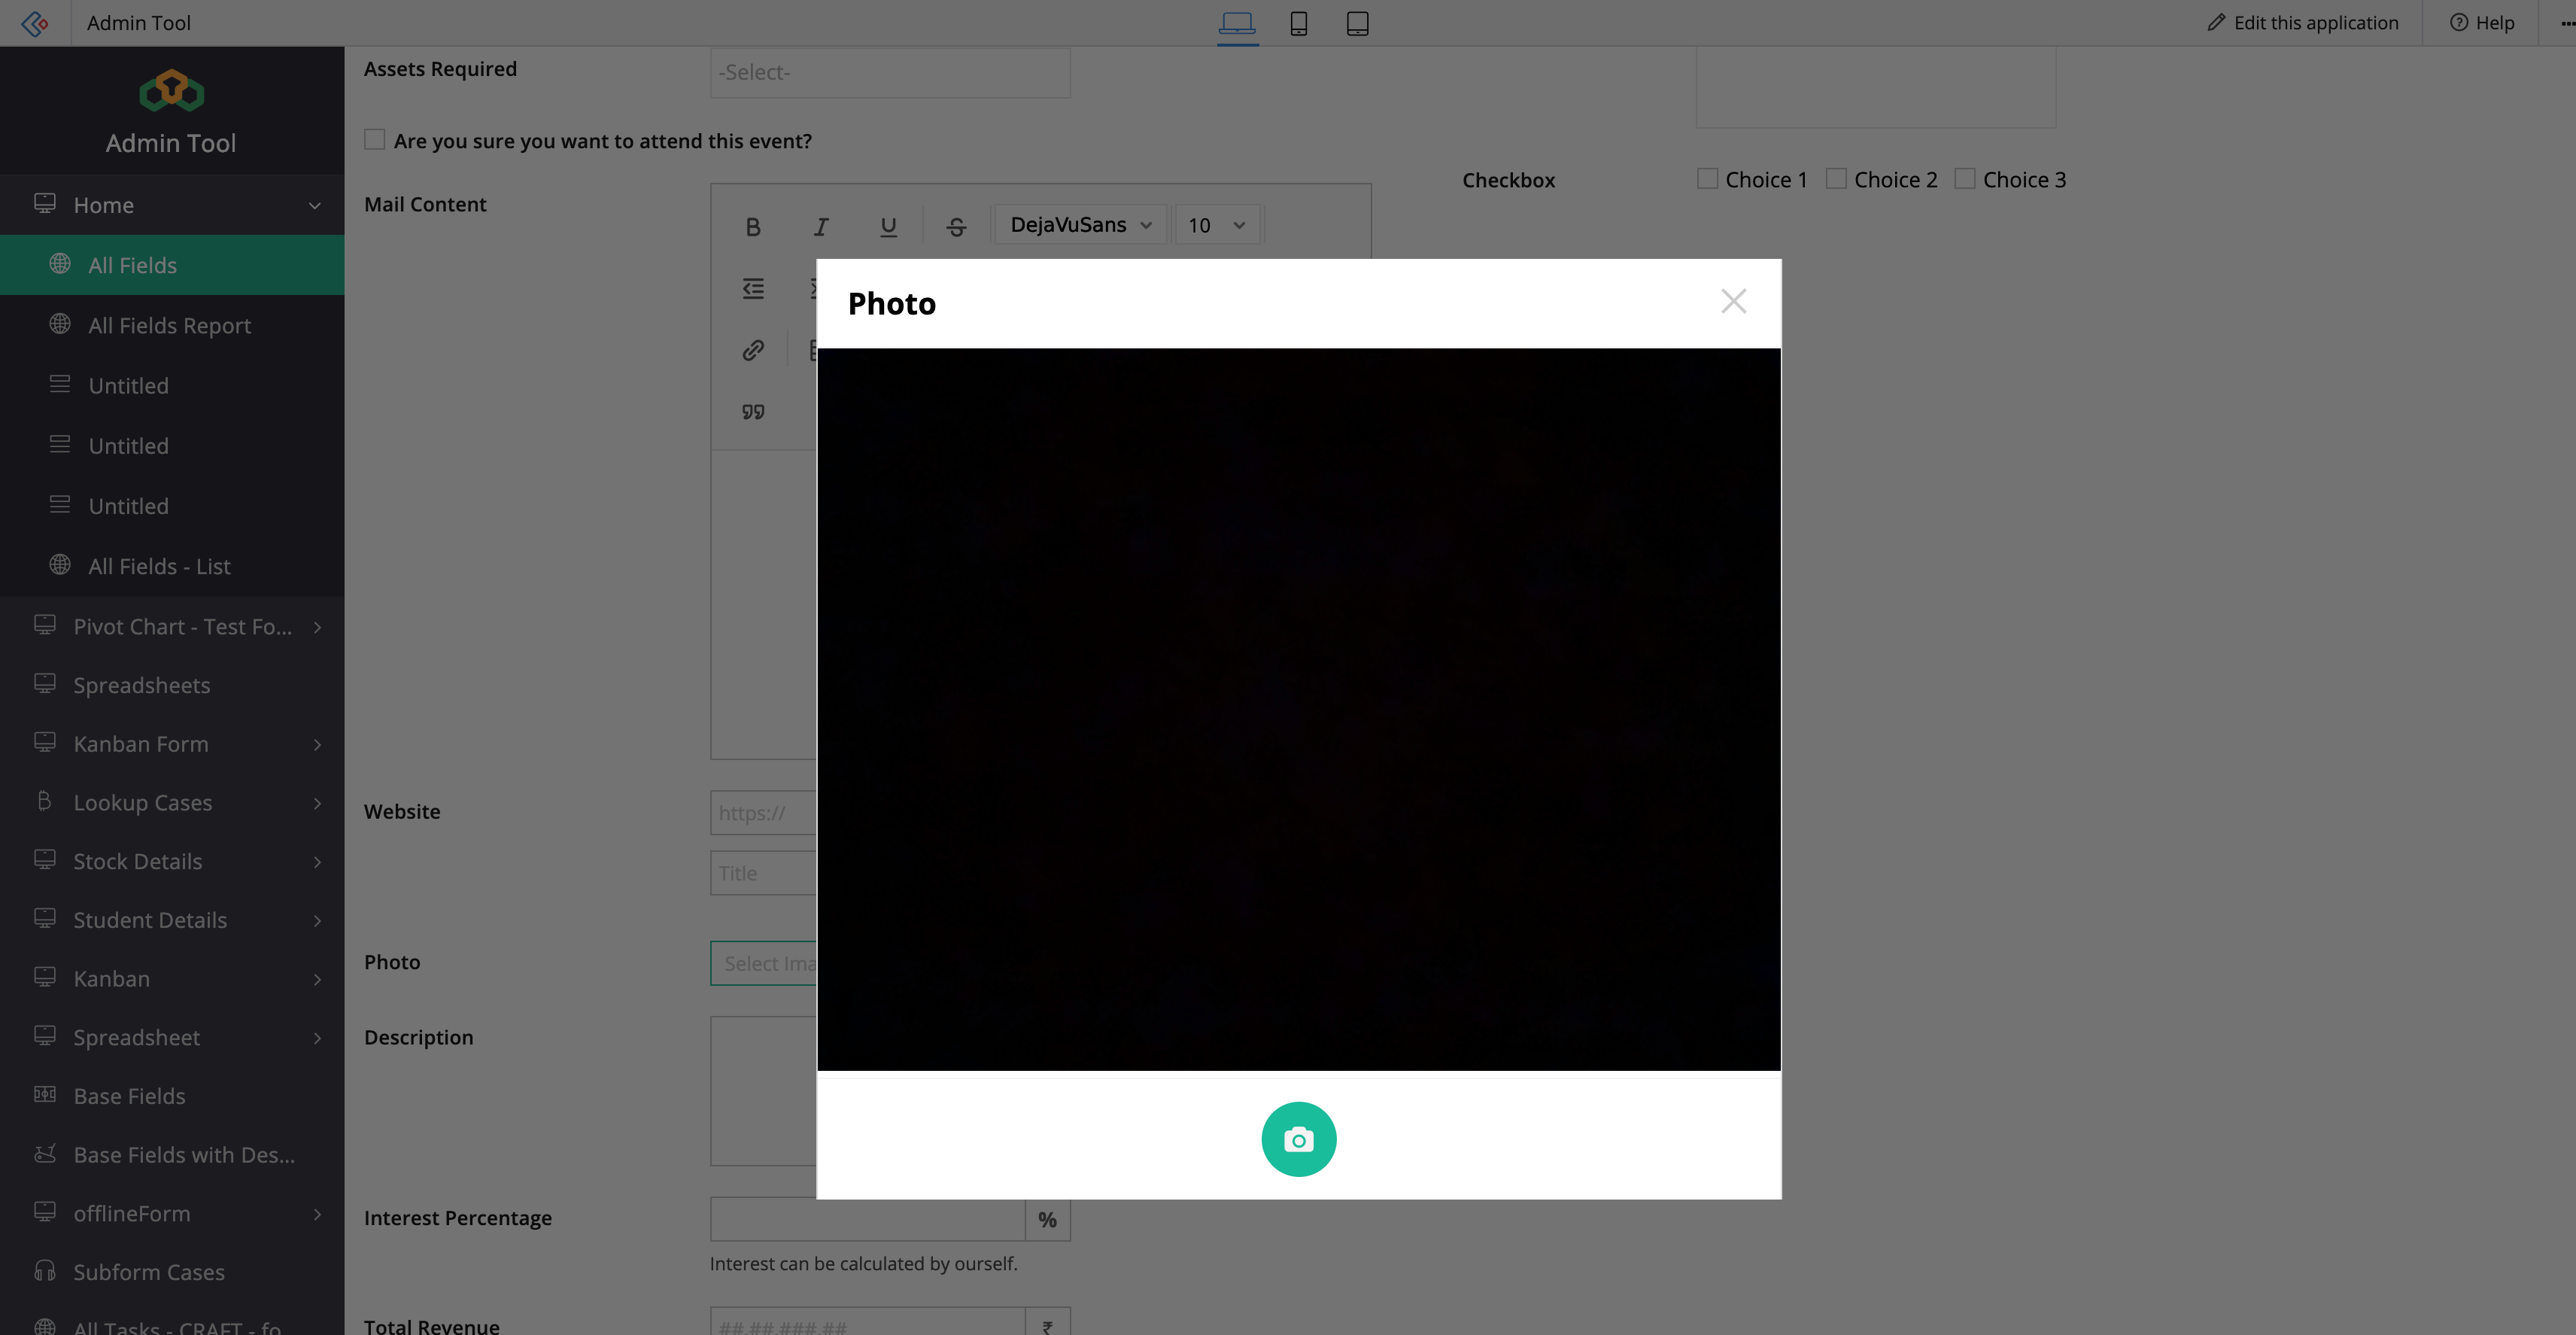 Admin Tool
Edit this application
Help
Admin Tool
Home
All Fields
All Fields Report
Untitled
Untitled
Untitled
All Fields - List
Pivot Chart - Test Fo...
Spreadsheets
Kanban Form
Lookup Cases
Stock Details
Student Details
Kanban
Spreadsheet
Base Fields
Base Fields with Des...
offlineForm
Subform Cases
All Tasks - CRAFT - fo
Assets Required
-Select-
Are you sure you want to attend this event?
Mail Content
B I U S DejaVuSans 10
Checkbox
Choice 1 Choice 2 Choice 3
Photo
Website
https://
Title
Photo
Select Ima
Description
Interest Percentage
%
Interest can be calculated by ourself.
Total Revenue
##,##,###.##
₹